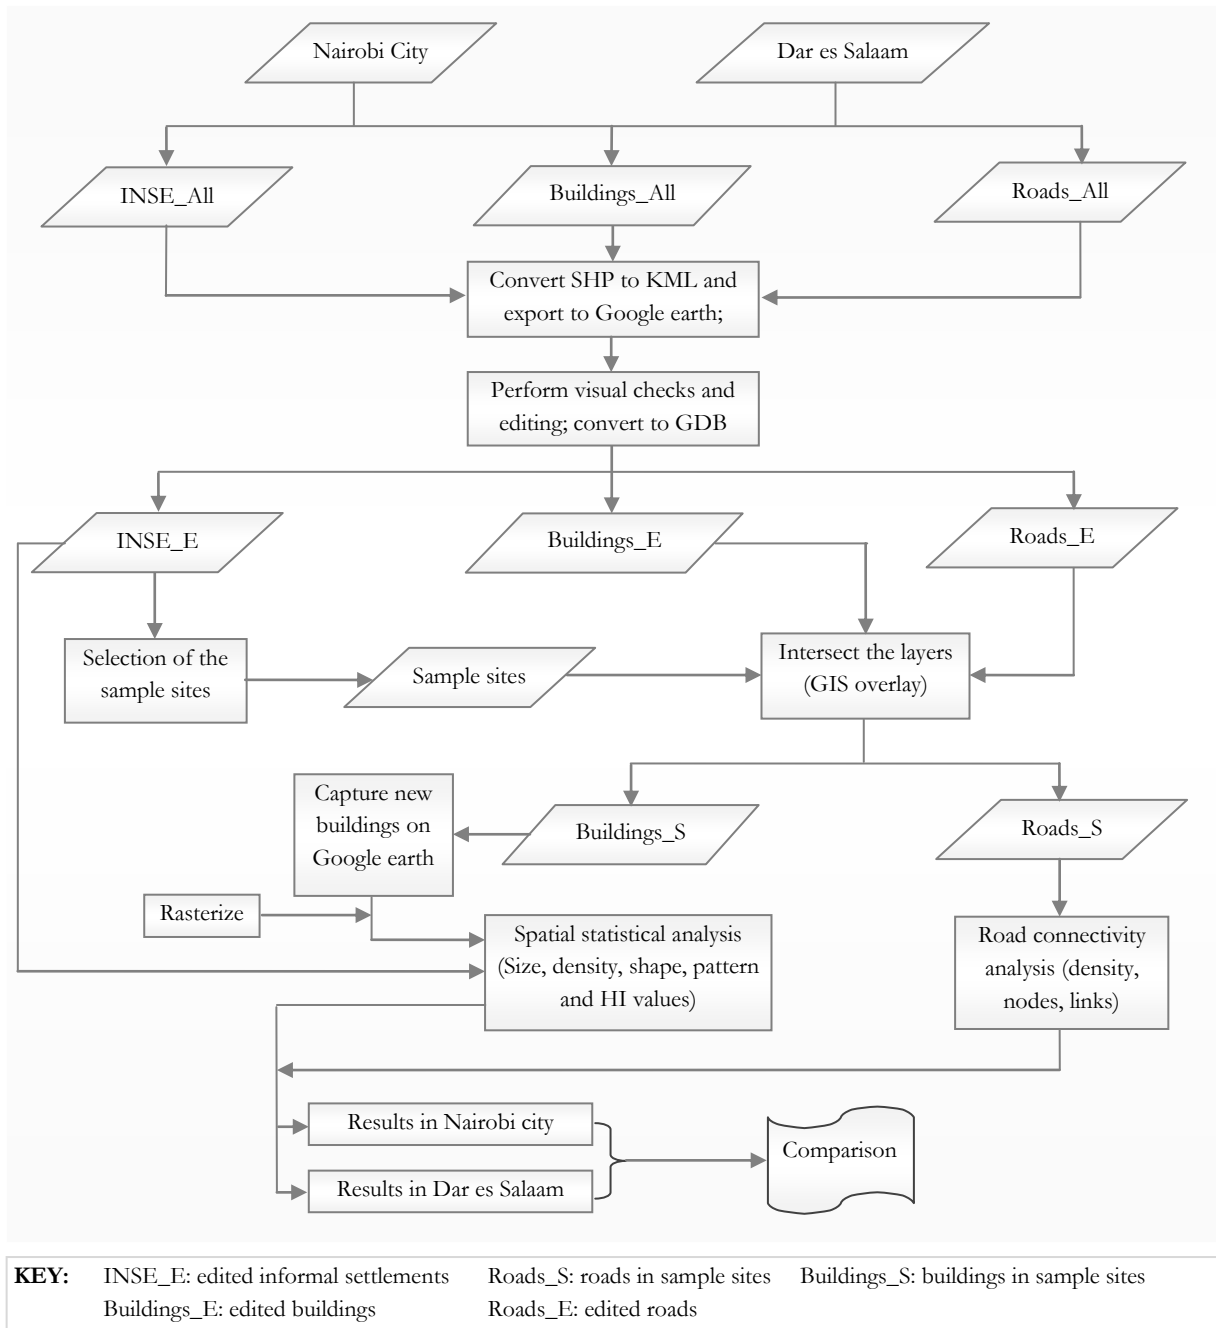 Nairobi City
Dar es Salaam
INSE_All
Buildings_All
Roads_All
Convert SHP to KML and
export to Google earth;
Perform visual checks and
editing; convert to GDB
INSE_E
Buildings_E
Roads_E
Selection of the
sample sites
Sample sites
Intersect the layers
(GIS overlay)
Capture new
buildings on
Google earth
Buildings_S
Roads_S
Rasterize
Spatial statistical analysis
(Size, density, shape, pattern
and HI values)
Road connectivity
analysis (density,
nodes, links)
Results in Nairobi city
Results in Dar es Salaam
Comparison
KEY: INSE_E: edited informal settlements Roads_S: roads in sample sites Buildings_S: buildings in sample sites
Buildings_E: edited buildings Roads_E: edited roads